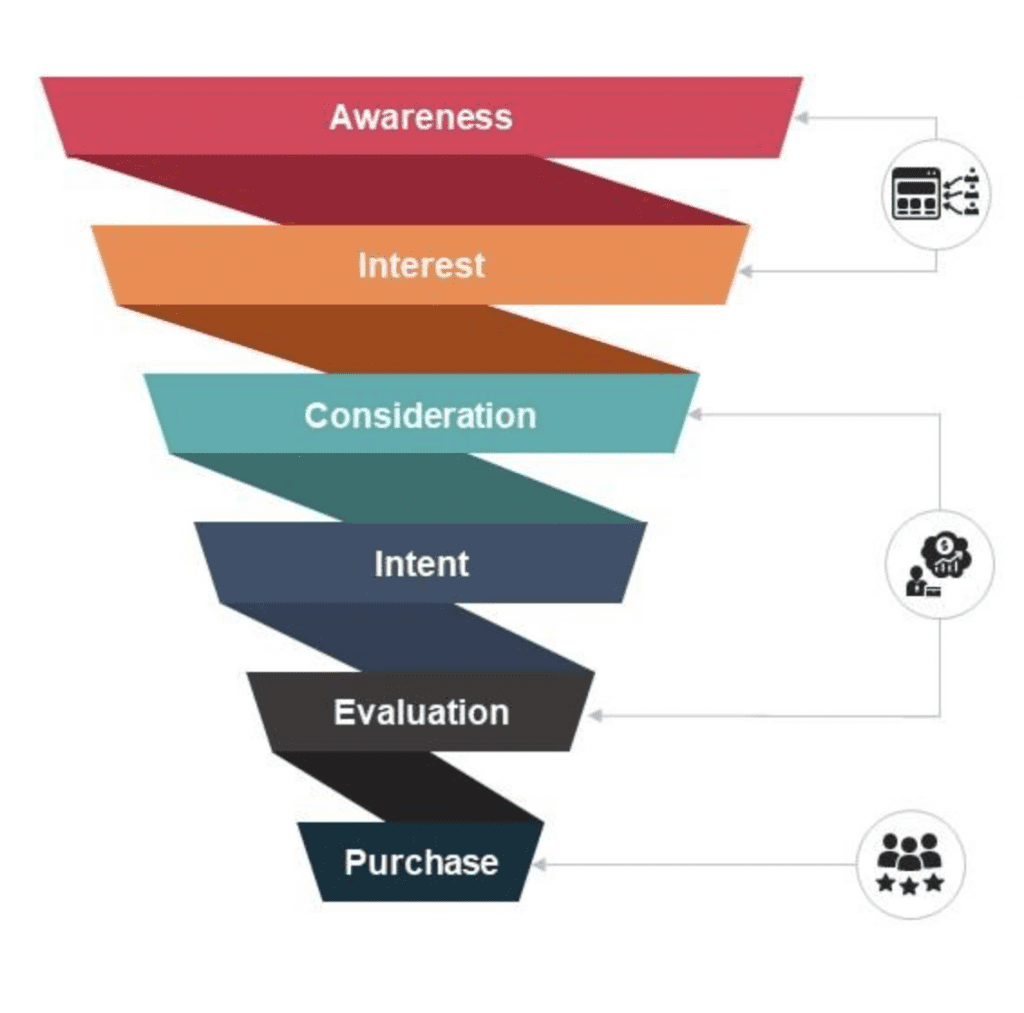 Awareness
Interest
Consideration
Intent
Evaluation
Purchase